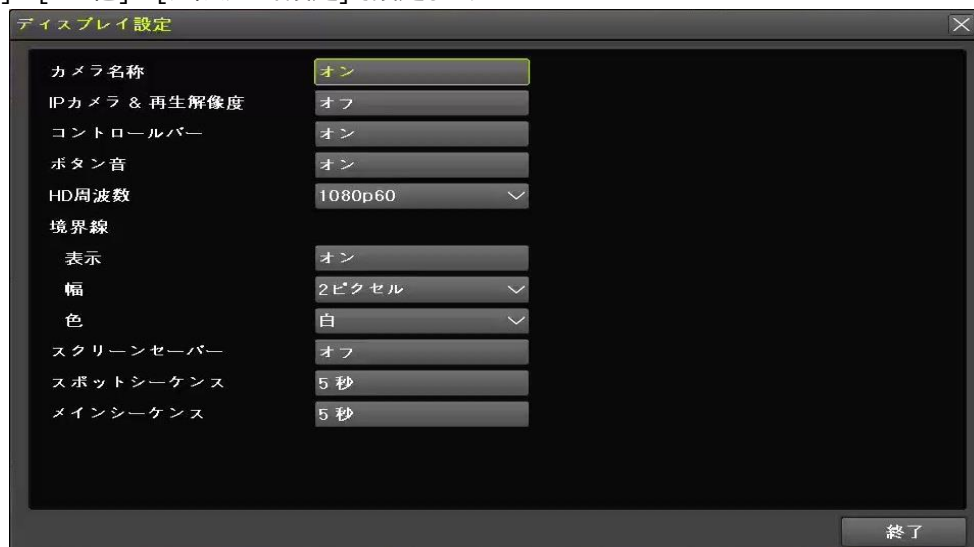 ディスプレイ設定
カメラ名称 オン
IPカメラ & 再生解像度 オフ
コントロールバー オン
ボタン音 オン
HD周波数 1080p60
境界線
表示 オン
幅 2ピクセル
色 白
スクリーンセーバー オフ
スポットシーケンス 5 秒
メインシーケンス 5 秒
終了